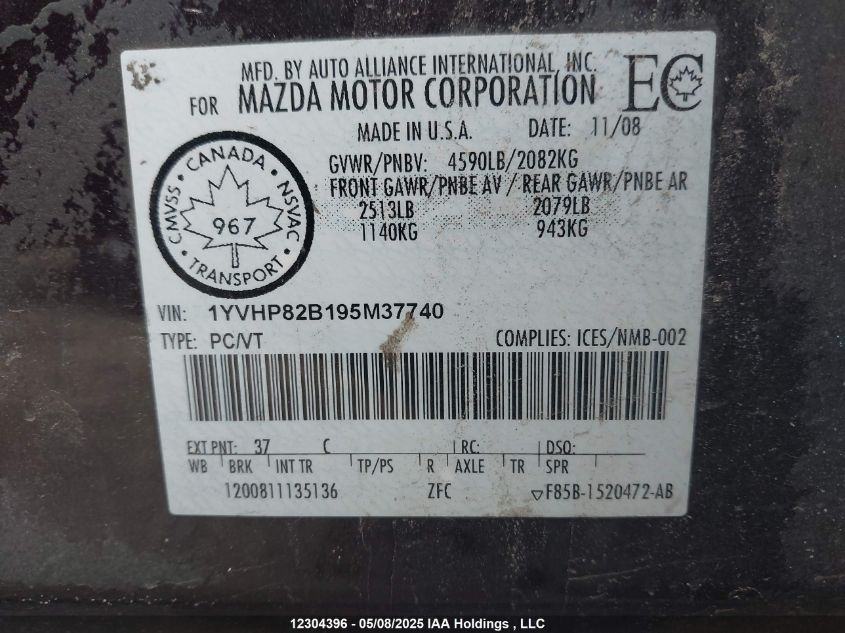 MFD. BY AUTO ALLIANCE INTERNATIONAL, INC.
FOR MAZDA MOTOR CORPORATION
EC
MADE IN U.S.A. DATE: 11/08
GVWR/PNBV: 4590LB/2082KG
FRONT GAWR/PNBE AV / REAR GAWR/PNBE AR
2513LB 2079LB
1140KG 943KG
CANADA
CMVSS NSVAC
967
TRANSPORT
VIN: 1YVHP82B195M37740
TYPE: PC/VT COMPLIES: ICES/NMB-002
EXT PNT: 37 C RC: DSO:
WB BRK INT TR TP/PS R AXLE TR SPR
1200811135136 ZFC ▽F85B-1520472-AB
12304396 - 05/08/2025 IAA Holdings , LLC